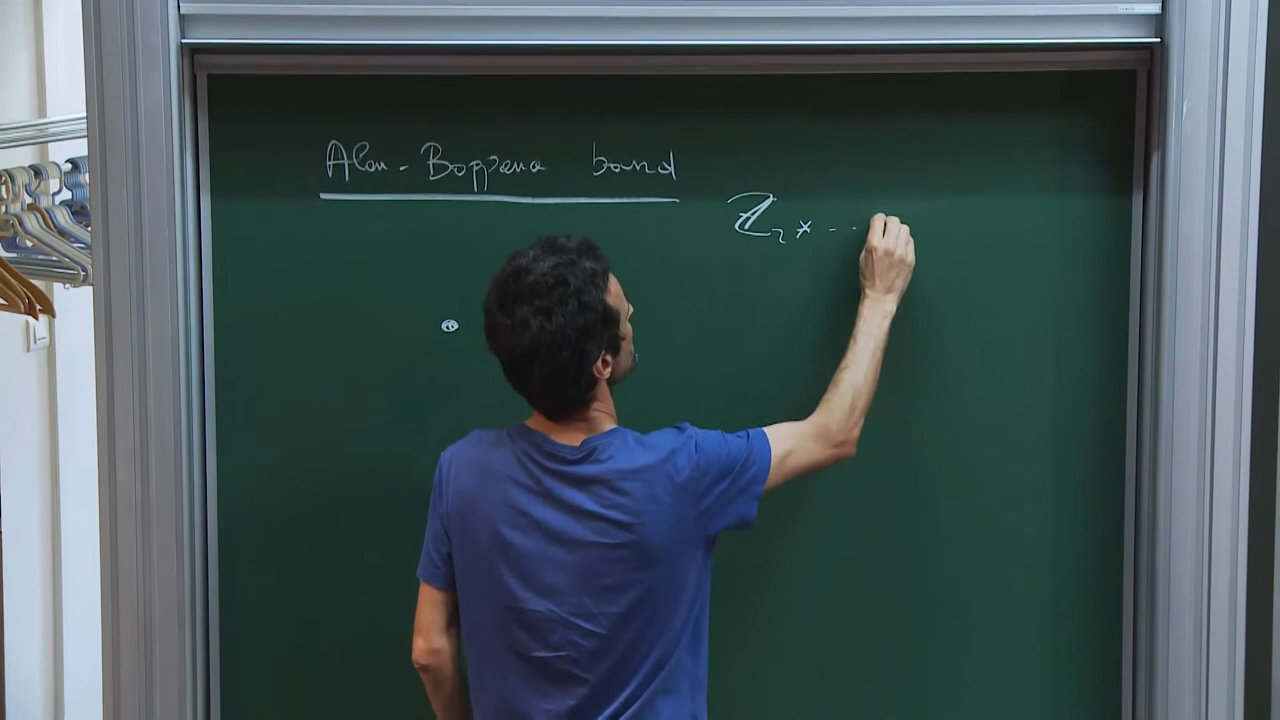 Alon-Boppana bound
ℤ₂ * ...